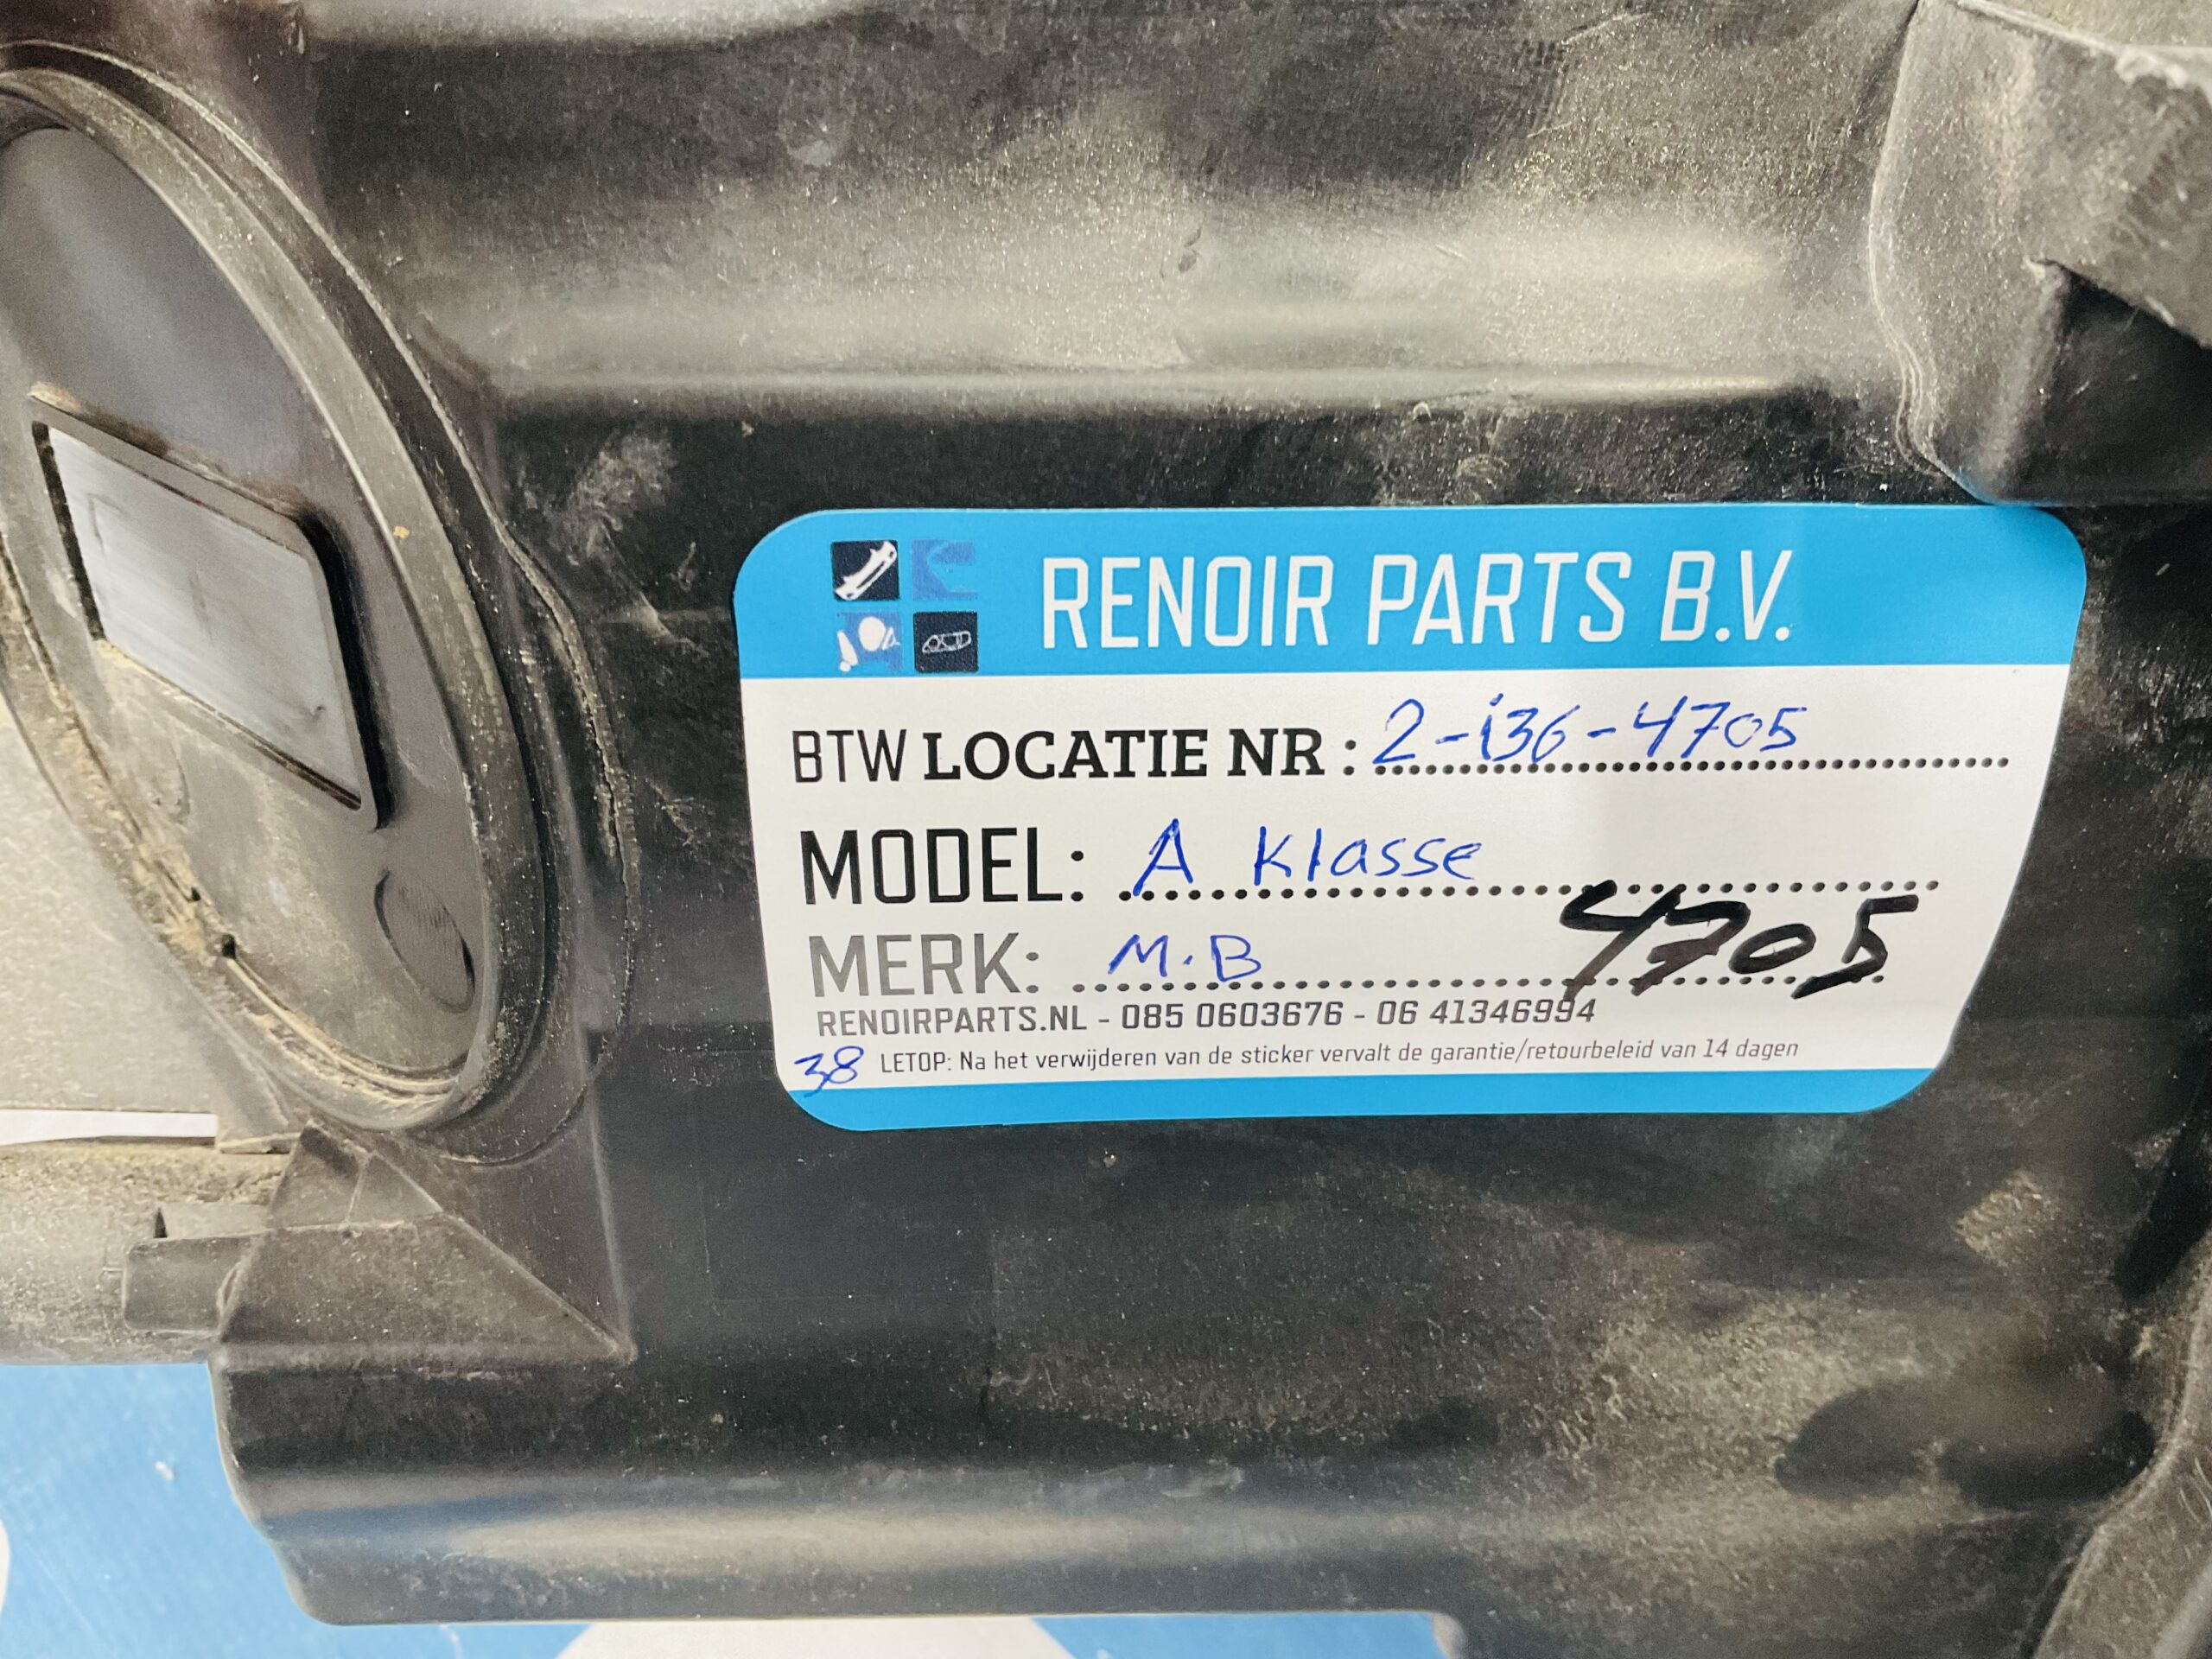 RENOIR PARTS B.V.
BTW LOCATIE NR : 2-i36-4705
MODEL: A Klasse
MERK: M.B 4705
RENOIRPARTS.NL - 085 0603676 - 06 41346994
38 LETOP: Na het verwijderen van de sticker vervalt de garantie/retourbeleid van 14 dagen